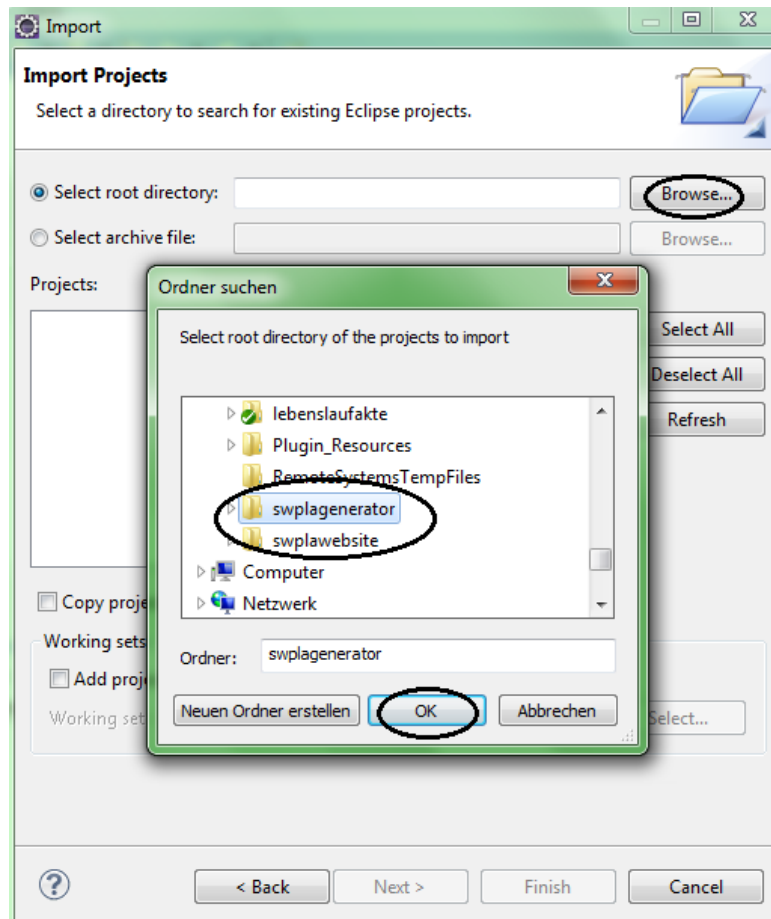 Import
Import Projects
Select a directory to search for existing Eclipse projects.
Select root directory:
Browse...
Select archive file:
Browse...
Projects:
Ordner suchen
Select root directory of the projects to import
Select All
Deselect All
Refresh
lebenslaufakte
Plugin_Resources
RemoteSystemsTempFiles
swplagenerator
swplawebsite
Computer
Netzwerk
Copy proje
Working sets
Ordner: swplagenerator
Add proj
Neuen Ordner erstellen OK Abbrechen
Working set
Select...
< Back Next > Finish Cancel